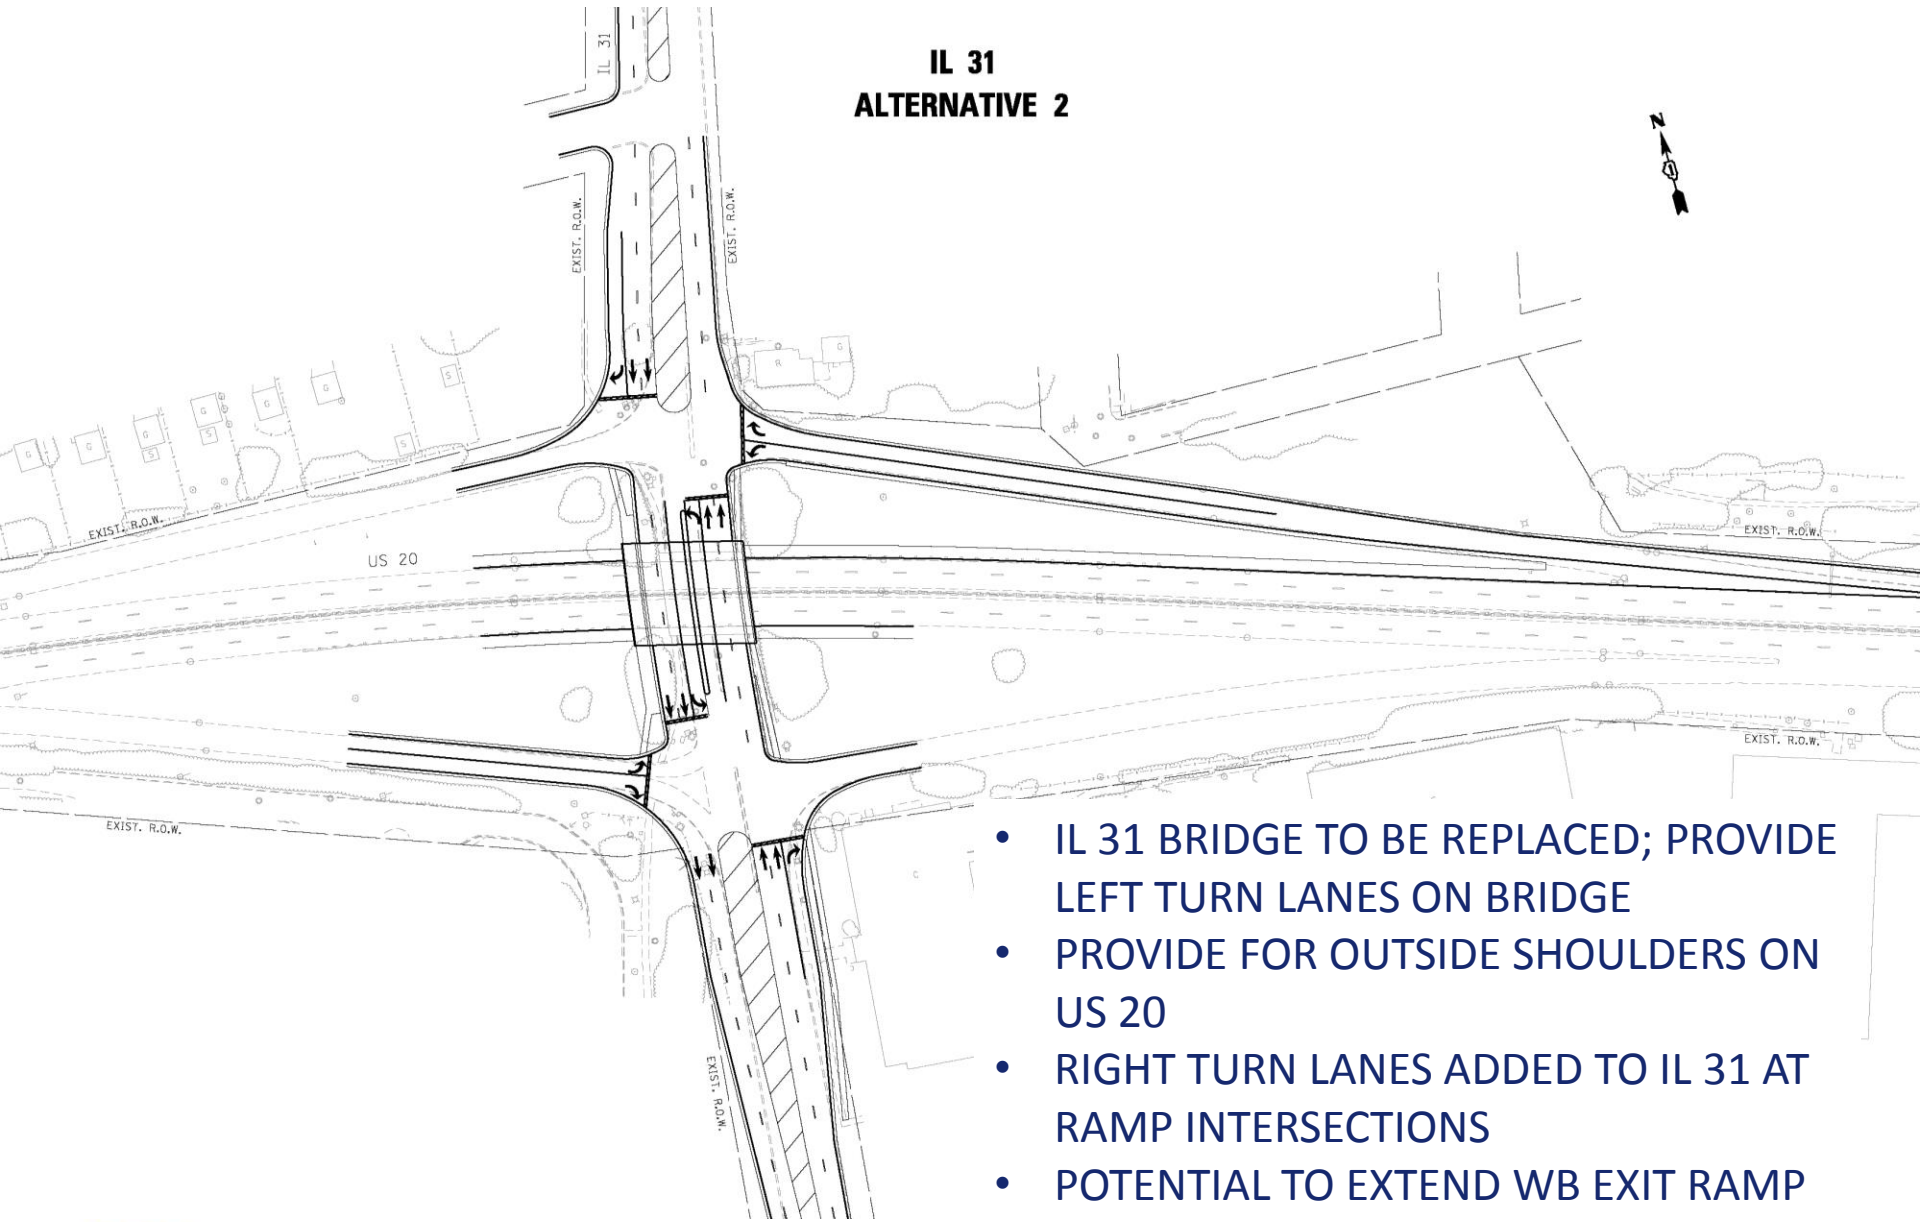 IL 31
IL 31
ALTERNATIVE 2
N
EXIST. R.O.W.
EXIST. R.O.W.
R
G
G
G
G
G
G
G
S
S
S
S
EXIST. R.O.W.
US 20
EXIST. R.O.W.
EXIST. R.O.W.
EXIST. R.O.W.
C
EXIST. R.O.W.
• IL 31 BRIDGE TO BE REPLACED; PROVIDE
LEFT TURN LANES ON BRIDGE
• PROVIDE FOR OUTSIDE SHOULDERS ON
US 20
• RIGHT TURN LANES ADDED TO IL 31 AT
RAMP INTERSECTIONS
• POTENTIAL TO EXTEND WB EXIT RAMP